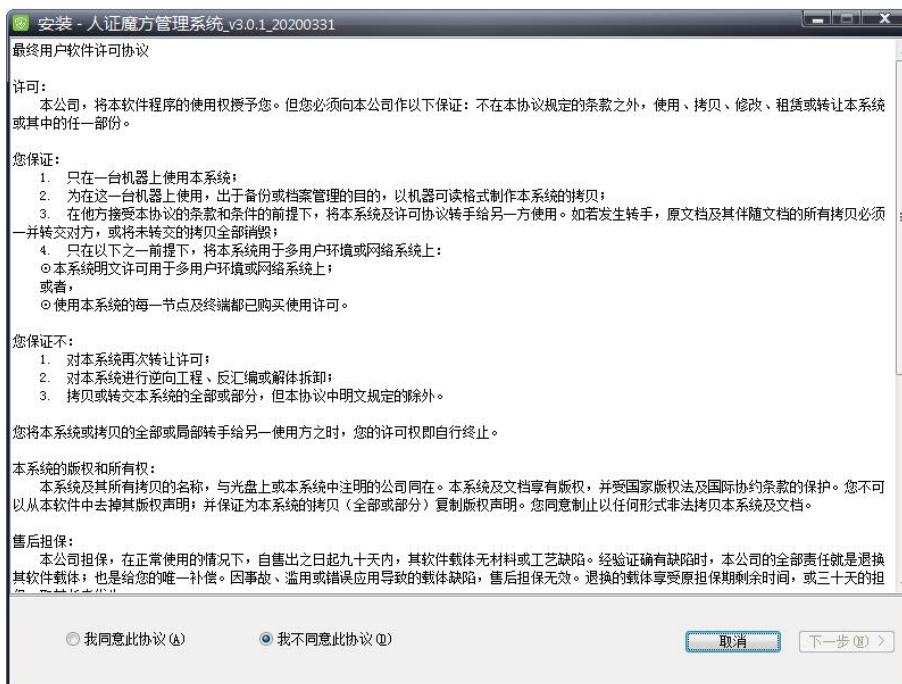 安装 - 人证魔方管理系统_v3.0.1_20200331
最终用户软件许可协议
许可：
本公司，将本软件程序的使用权授予您。但您必须向本公司作以下保证：不在本协议规定的条款之外，使用、拷贝、修改、租赁或转让本系统
或其中的任一部份。
您保证：
1. 只在一台机器上使用本系统；
2. 为在这一台机器上使用，出于备份或档案管理的目的，以机器可读格式制作本系统的拷贝；
3. 在他方接受本协议的条款和条件的前提下，将本系统及许可协议转手给另一方使用。如若发生转手，原文档及其伴随文档的所有拷贝必须
一并转交对方，或将未转交的拷贝全部销毁；
4. 只在以下之一前提下，将本系统用于多用户环境或网络系统上：
⊙本系统明文许可用于多用户环境或网络系统上；
或者，
⊙使用本系统的每一节点及终端都已购买使用许可。
您保证不：
1. 对本系统再次转让许可；
2. 对本系统进行逆向工程、反汇编或解体拆卸；
3. 拷贝或转交本系统的全部或部分，但本协议中明文规定的除外。
您将本系统或拷贝的全部或局部转手给另一使用方之时，您的许可权即自行终止。
本系统的版权和所有权：
本系统及其所有拷贝的名称，与光盘上或本系统中注明的公司同在。本系统及文档享有版权，并受国家版权法及国际协约条款的保护。您不可
以从本软件中去掉其版权声明；并保证为本系统的拷贝（全部或部分）复制版权声明。您同意制止以任何形式非法拷贝本系统及文档。
售后担保：
本公司担保，在正常使用的情况下，自售出之日起九十天内，其软件载体无材料或工艺缺陷。经验证确有缺陷时，本公司的全部责任就是退换
其软件载体；也是给您的唯一补偿。因事故、滥用或错误应用导致的载体缺陷，售后担保无效。退换的载体享受原担保期剩余时间，或三十天的担
我同意此协议(A)
我不同意此协议(D)
取消
下一步(N) >